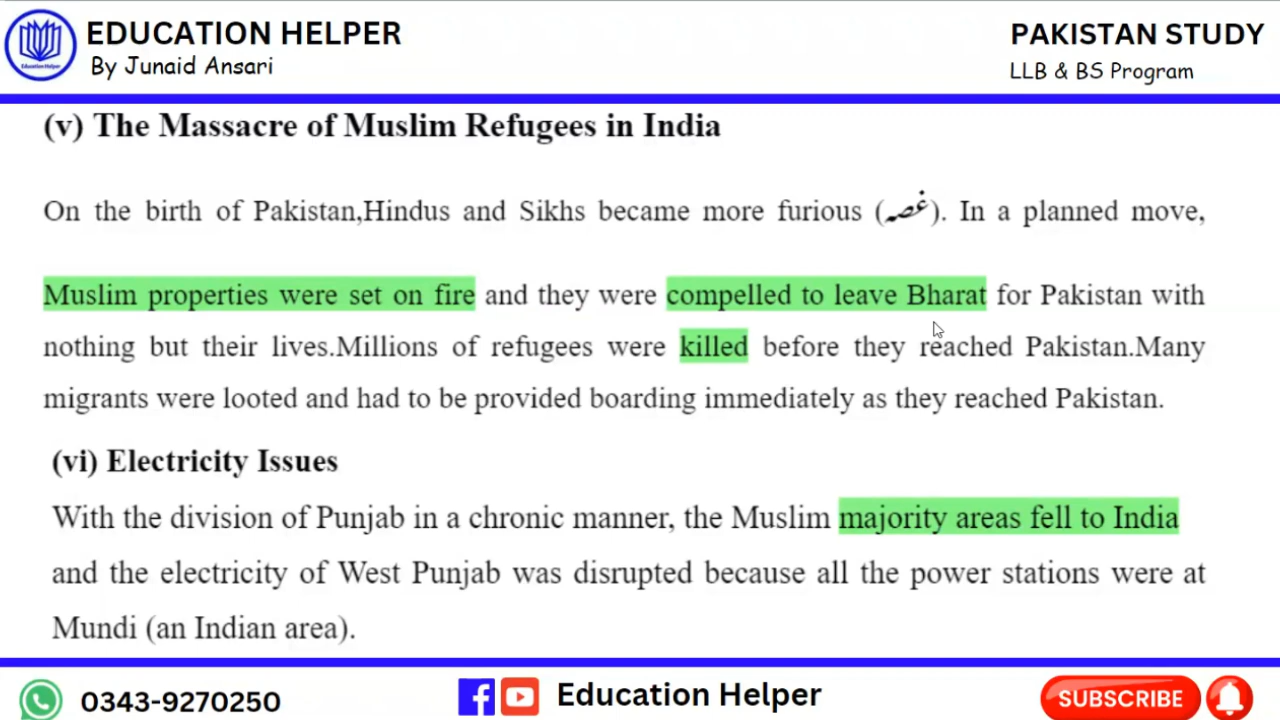 EDUCATION HELPER
By Junaid Ansari
PAKISTAN STUDY
LLB & BS Program
Education Helper
(v) The Massacre of Muslim Refugees in India
On the birth of Pakistan,Hindus and Sikhs became more furious (غصہ). In a planned move,
Muslim properties were set on fire and they were compelled to leave Bharat for Pakistan with
nothing but their lives.Millions of refugees were killed before they reached Pakistan.Many
migrants were looted and had to be provided boarding immediately as they reached Pakistan.
(vi) Electricity Issues
With the division of Punjab in a chronic manner, the Muslim majority areas fell to India
and the electricity of West Punjab was disrupted because all the power stations were at
Mundi (an Indian area).
0343-9270250
Education Helper
SUBSCRIBE